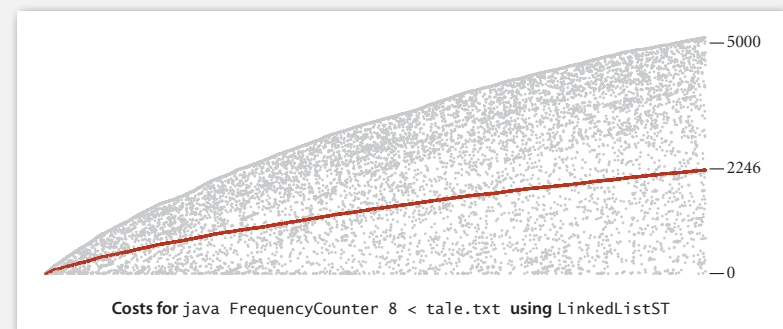 5000
2246
0
Costs for java FrequencyCounter 8 < tale.txt using LinkedListST